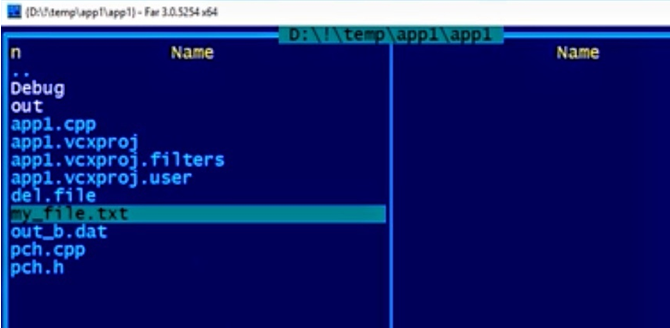 {D:\!\temp\app1\app1} - Far 3.0.5254 x64
D:\!\temp\app1\app1
n Name Name
..
Debug
out
app1.cpp
app1.vcxproj
app1.vcxproj.filters
app1.vcxproj.user
del.file
my_file.txt
out_b.dat
pch.cpp
pch.h